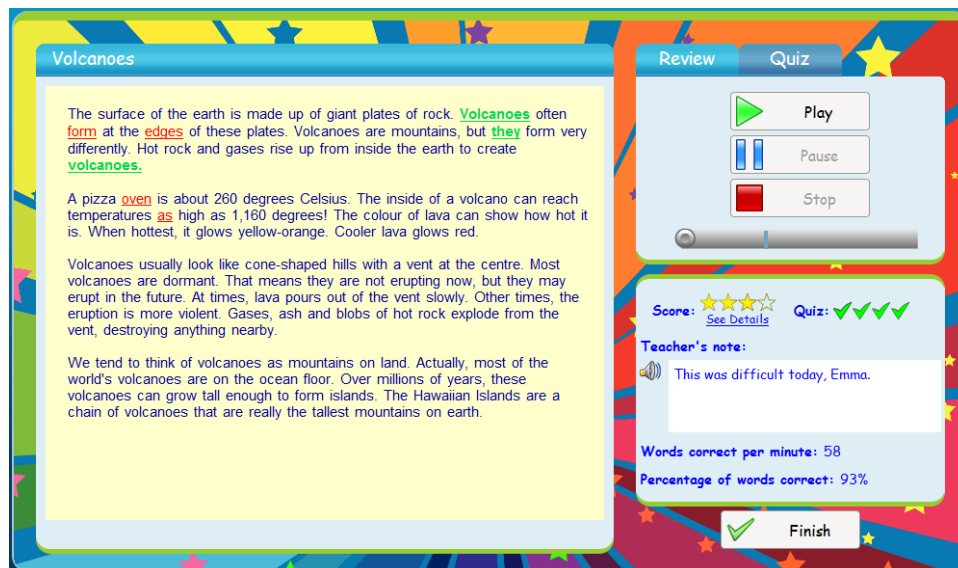 Volcanoes
The surface of the earth is made up of giant plates of rock. Volcanoes often
form at the edges of these plates. Volcanoes are mountains, but they form very
differently. Hot rock and gases rise up from inside the earth to create
volcanoes.
A pizza oven is about 260 degrees Celsius. The inside of a volcano can reach
temperatures as high as 1,160 degrees! The colour of lava can show how hot it
is. When hottest, it glows yellow-orange. Cooler lava glows red.
Volcanoes usually look like cone-shaped hills with a vent at the centre. Most
volcanoes are dormant. That means they are not erupting now, but they may
erupt in the future. At times, lava pours out of the vent slowly. Other times, the
eruption is more violent. Gases, ash and blobs of hot rock explode from the
vent, destroying anything nearby.
We tend to think of volcanoes as mountains on land. Actually, most of the
world's volcanoes are on the ocean floor. Over millions of years, these
volcanoes can grow tall enough to form islands. The Hawaiian Islands are a
chain of volcanoes that are really the tallest mountains on earth.
Review Quiz
Play
Pause
Stop
Score: Quiz:
See Details
Teacher's note:
This was difficult today, Emma.
Words correct per minute: 58
Percentage of words correct: 93%
Finish